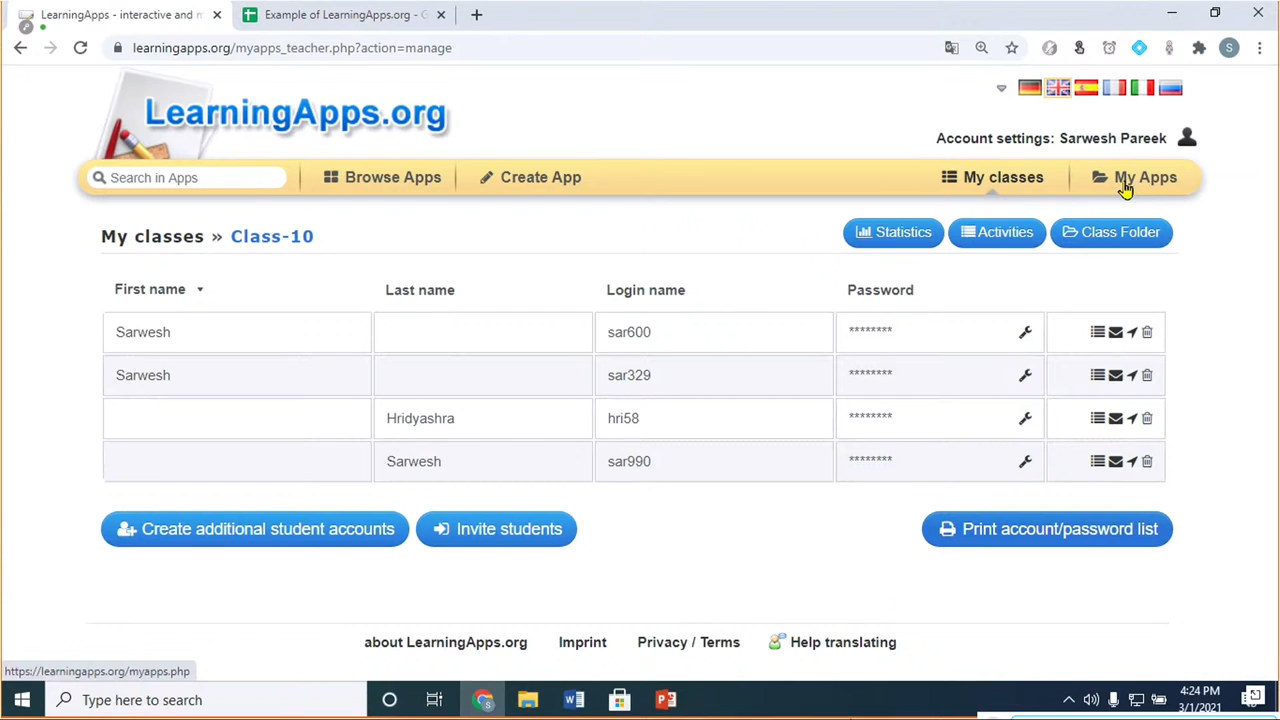 LearningApps - interactive and m
Example of LearningApps.org - G
learningapps.org/myapps_teacher.php?action=manage
S
LearningApps.org
Account settings: Sarwesh Pareek
Search in Apps
Browse Apps
Create App
My classes
My Apps
My classes » Class-10
Statistics
Activities
Class Folder
First name
Last name
Login name
Password
Sarwesh
sar600
********
Sarwesh
sar329
********
Hridyashra
hri58
********
Sarwesh
sar990
********
Create additional student accounts
Invite students
Print account/password list
about LearningApps.org
Imprint
Privacy / Terms
Help translating
https://learningapps.org/myapps.php
Type here to search
4:24 PM
3/1/2021